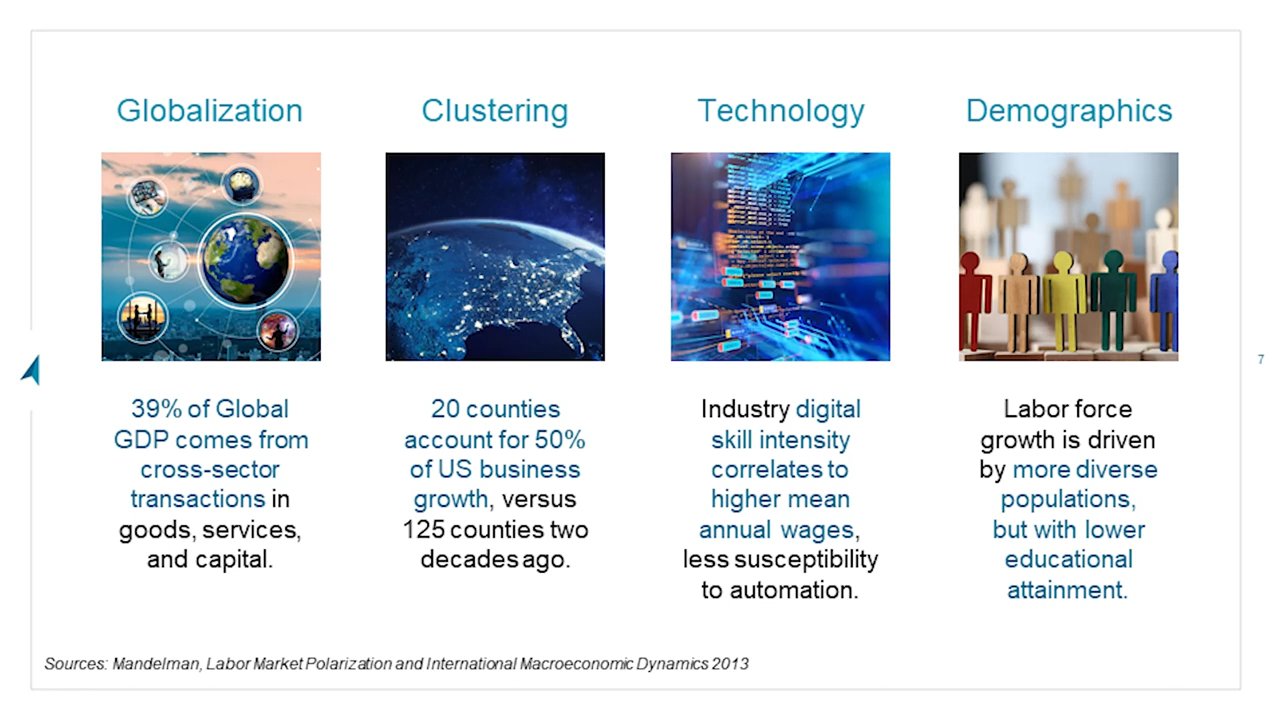 Globalization
Clustering
Technology
Demographics
39% of Global
GDP comes from
cross-sector
transactions in
goods, services,
and capital.
20 counties
account for 50%
of US business
growth, versus
125 counties two
decades ago.
Industry digital
skill intensity
correlates to
higher mean
annual wages,
less susceptibility
to automation.
Labor force
growth is driven
by more diverse
populations,
but with lower
educational
attainment.
7
Sources: Mandelman, Labor Market Polarization and International Macroeconomic Dynamics 2013